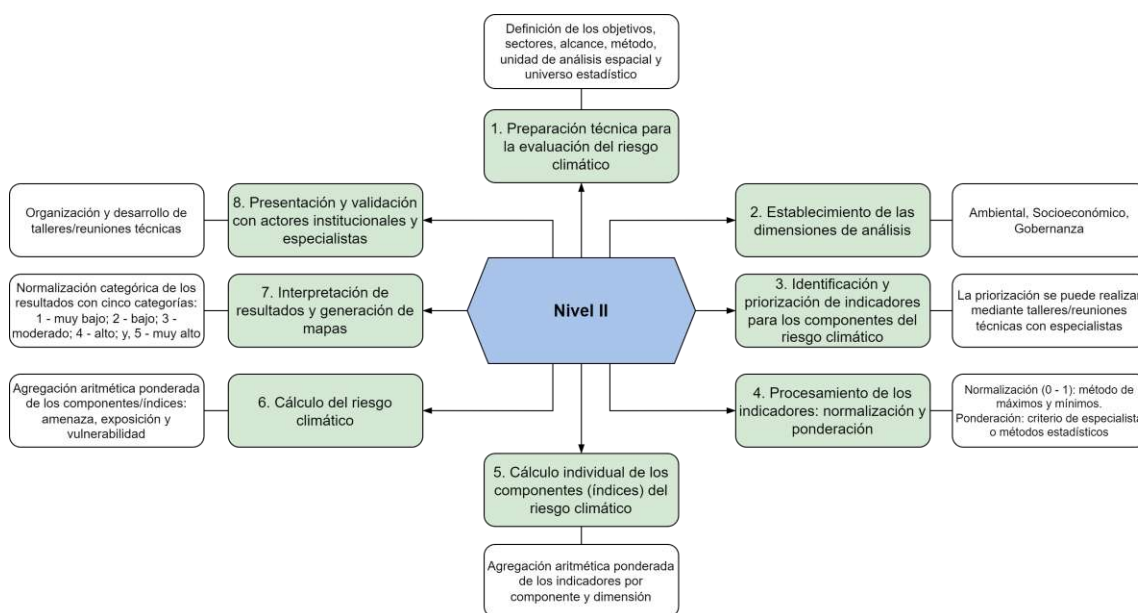 Definición de los objetivos,
sectores, alcance, método,
unidad de análisis espacial y
universo estadístico
1. Preparación técnica para
la evaluación del riesgo
climático
Organización y desarrollo de
talleres/reuniones técnicas
8. Presentación y validación
con actores institucionales y
especialistas
2. Establecimiento de las
dimensiones de análisis
Ambiental, Socioeconómico,
Gobernanza
Normalización categórica de los
resultados con cinco categorías:
1 - muy bajo; 2 - bajo; 3 -
moderado; 4 - alto; y, 5 - muy alto
7. Interpretación de
resultados y generación de
mapas
Nivel II
3. Identificación y
priorización de indicadores
para los componentes del
riesgo climático
La priorización se puede realizar
mediante talleres/reuniones
técnicas con especialistas
Agregación aritmética ponderada
de los componentes/índices:
amenaza, exposición y
vulnerabilidad
6. Cálculo del riesgo
climático
4. Procesamiento de los
indicadores: normalización y
ponderación
Normalización (0 - 1): método de
máximos y mínimos.
Ponderación: criterio de especialista
o métodos estadísticos
5. Cálculo individual de los
componentes (índices) del
riesgo climático
Agregación aritmética ponderada
de los indicadores por
componente y dimensión